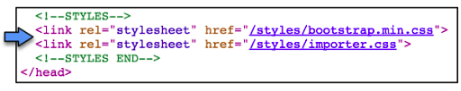 <!--STYLES-->
<link rel="stylesheet" href="/styles/bootstrap.min.css">
<link rel="stylesheet" href="/styles/importer.css">
<!--STYLES END-->
</head>